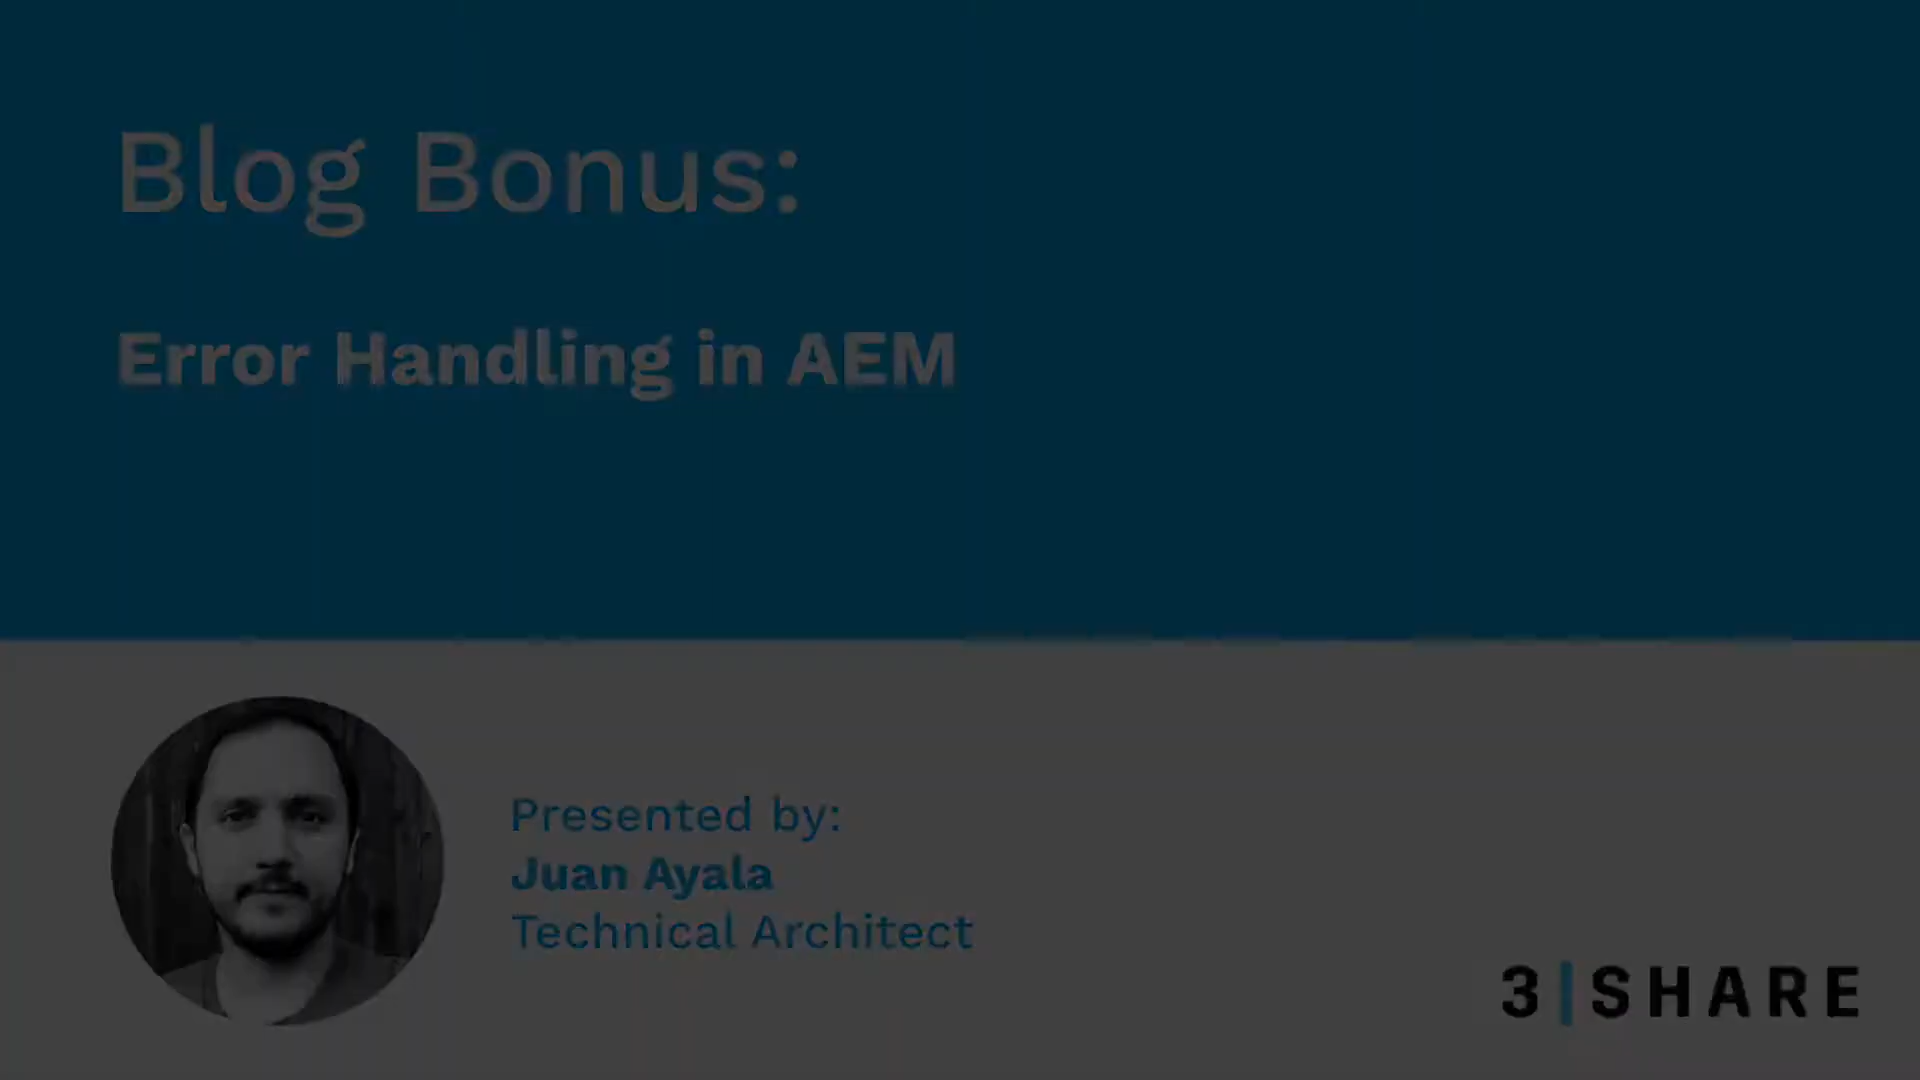 Blog Bonus:
Error Handling in AEM
Presented by:
Juan Ayala
Technical Architect
3|SHARE